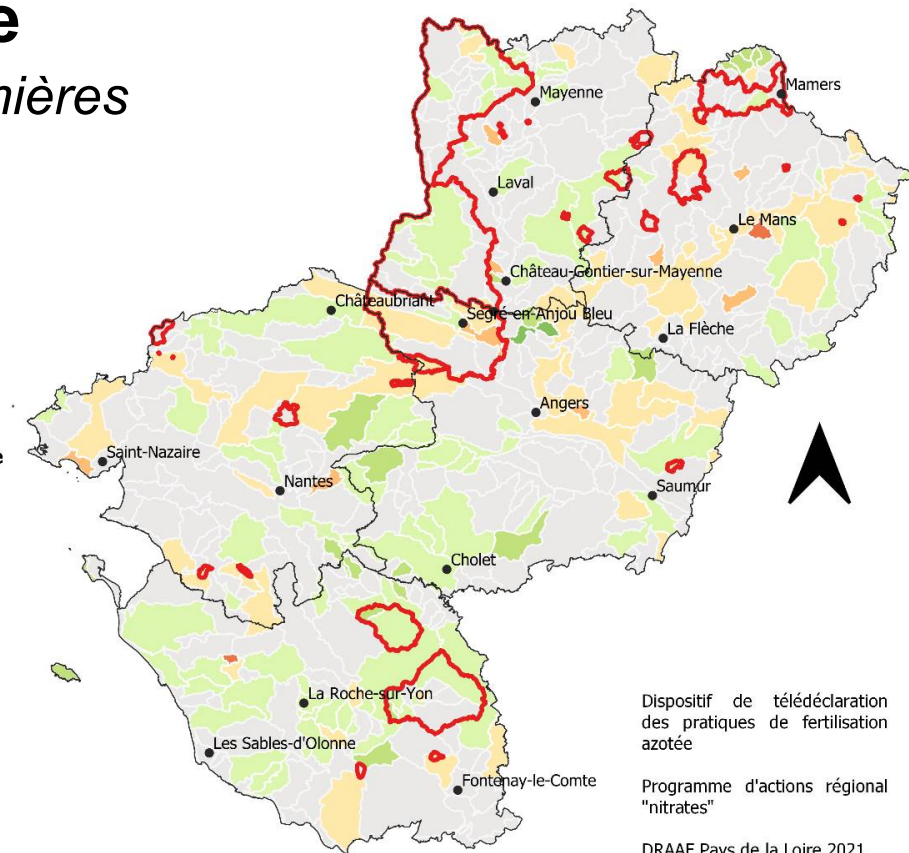 e
nières
Mayenne
Mamers
Laval
Le Mans
Château-Gontier-sur-Mayenne
Châteaubriant
Segré-en-Anjou Bleu
La Flèche
Angers
Saint-Nazaire
e
Nantes
Saumur
Cholet
La Roche-sur-Yon
Les Sables-d'Olonne
Fontenay-le-Comte
Dispositif de télédéclaration
des pratiques de fertilisation
azotée
Programme d'actions régional
"nitrates"
DRAAF Pays de la Loire 2021